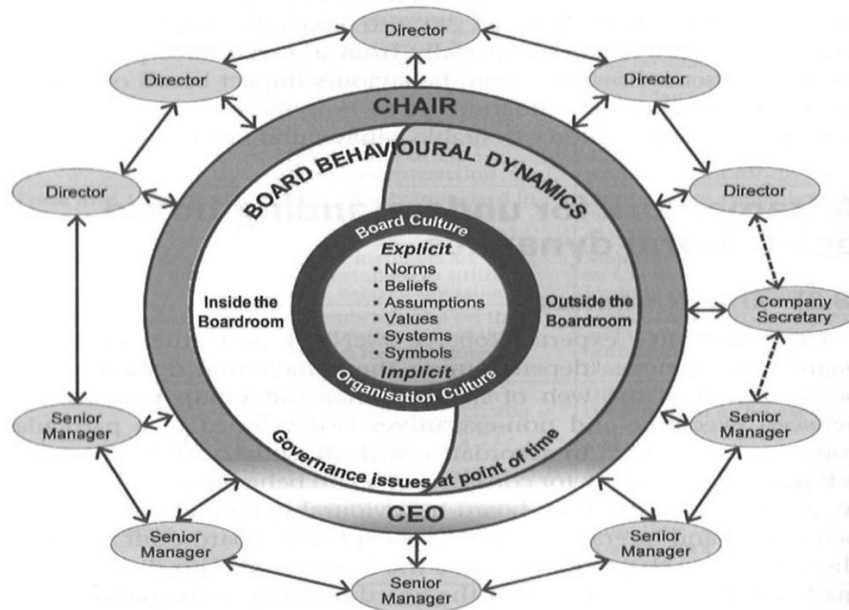 Director
Director
Director
CHAIR
BOARD BEHAVIOURAL DYNAMICS
Director
Director
Board Culture
Explicit
• Norms
• Beliefs
• Assumptions
• Values
• Systems
• Symbols
Implicit
Organisation Culture
Inside the
Boardroom
Outside the
Boardroom
Company
Secretary
Senior
Manager
Senior
Manager
Governance issues at point of time
CEO
Senior
Manager
Senior
Manager
Senior
Manager